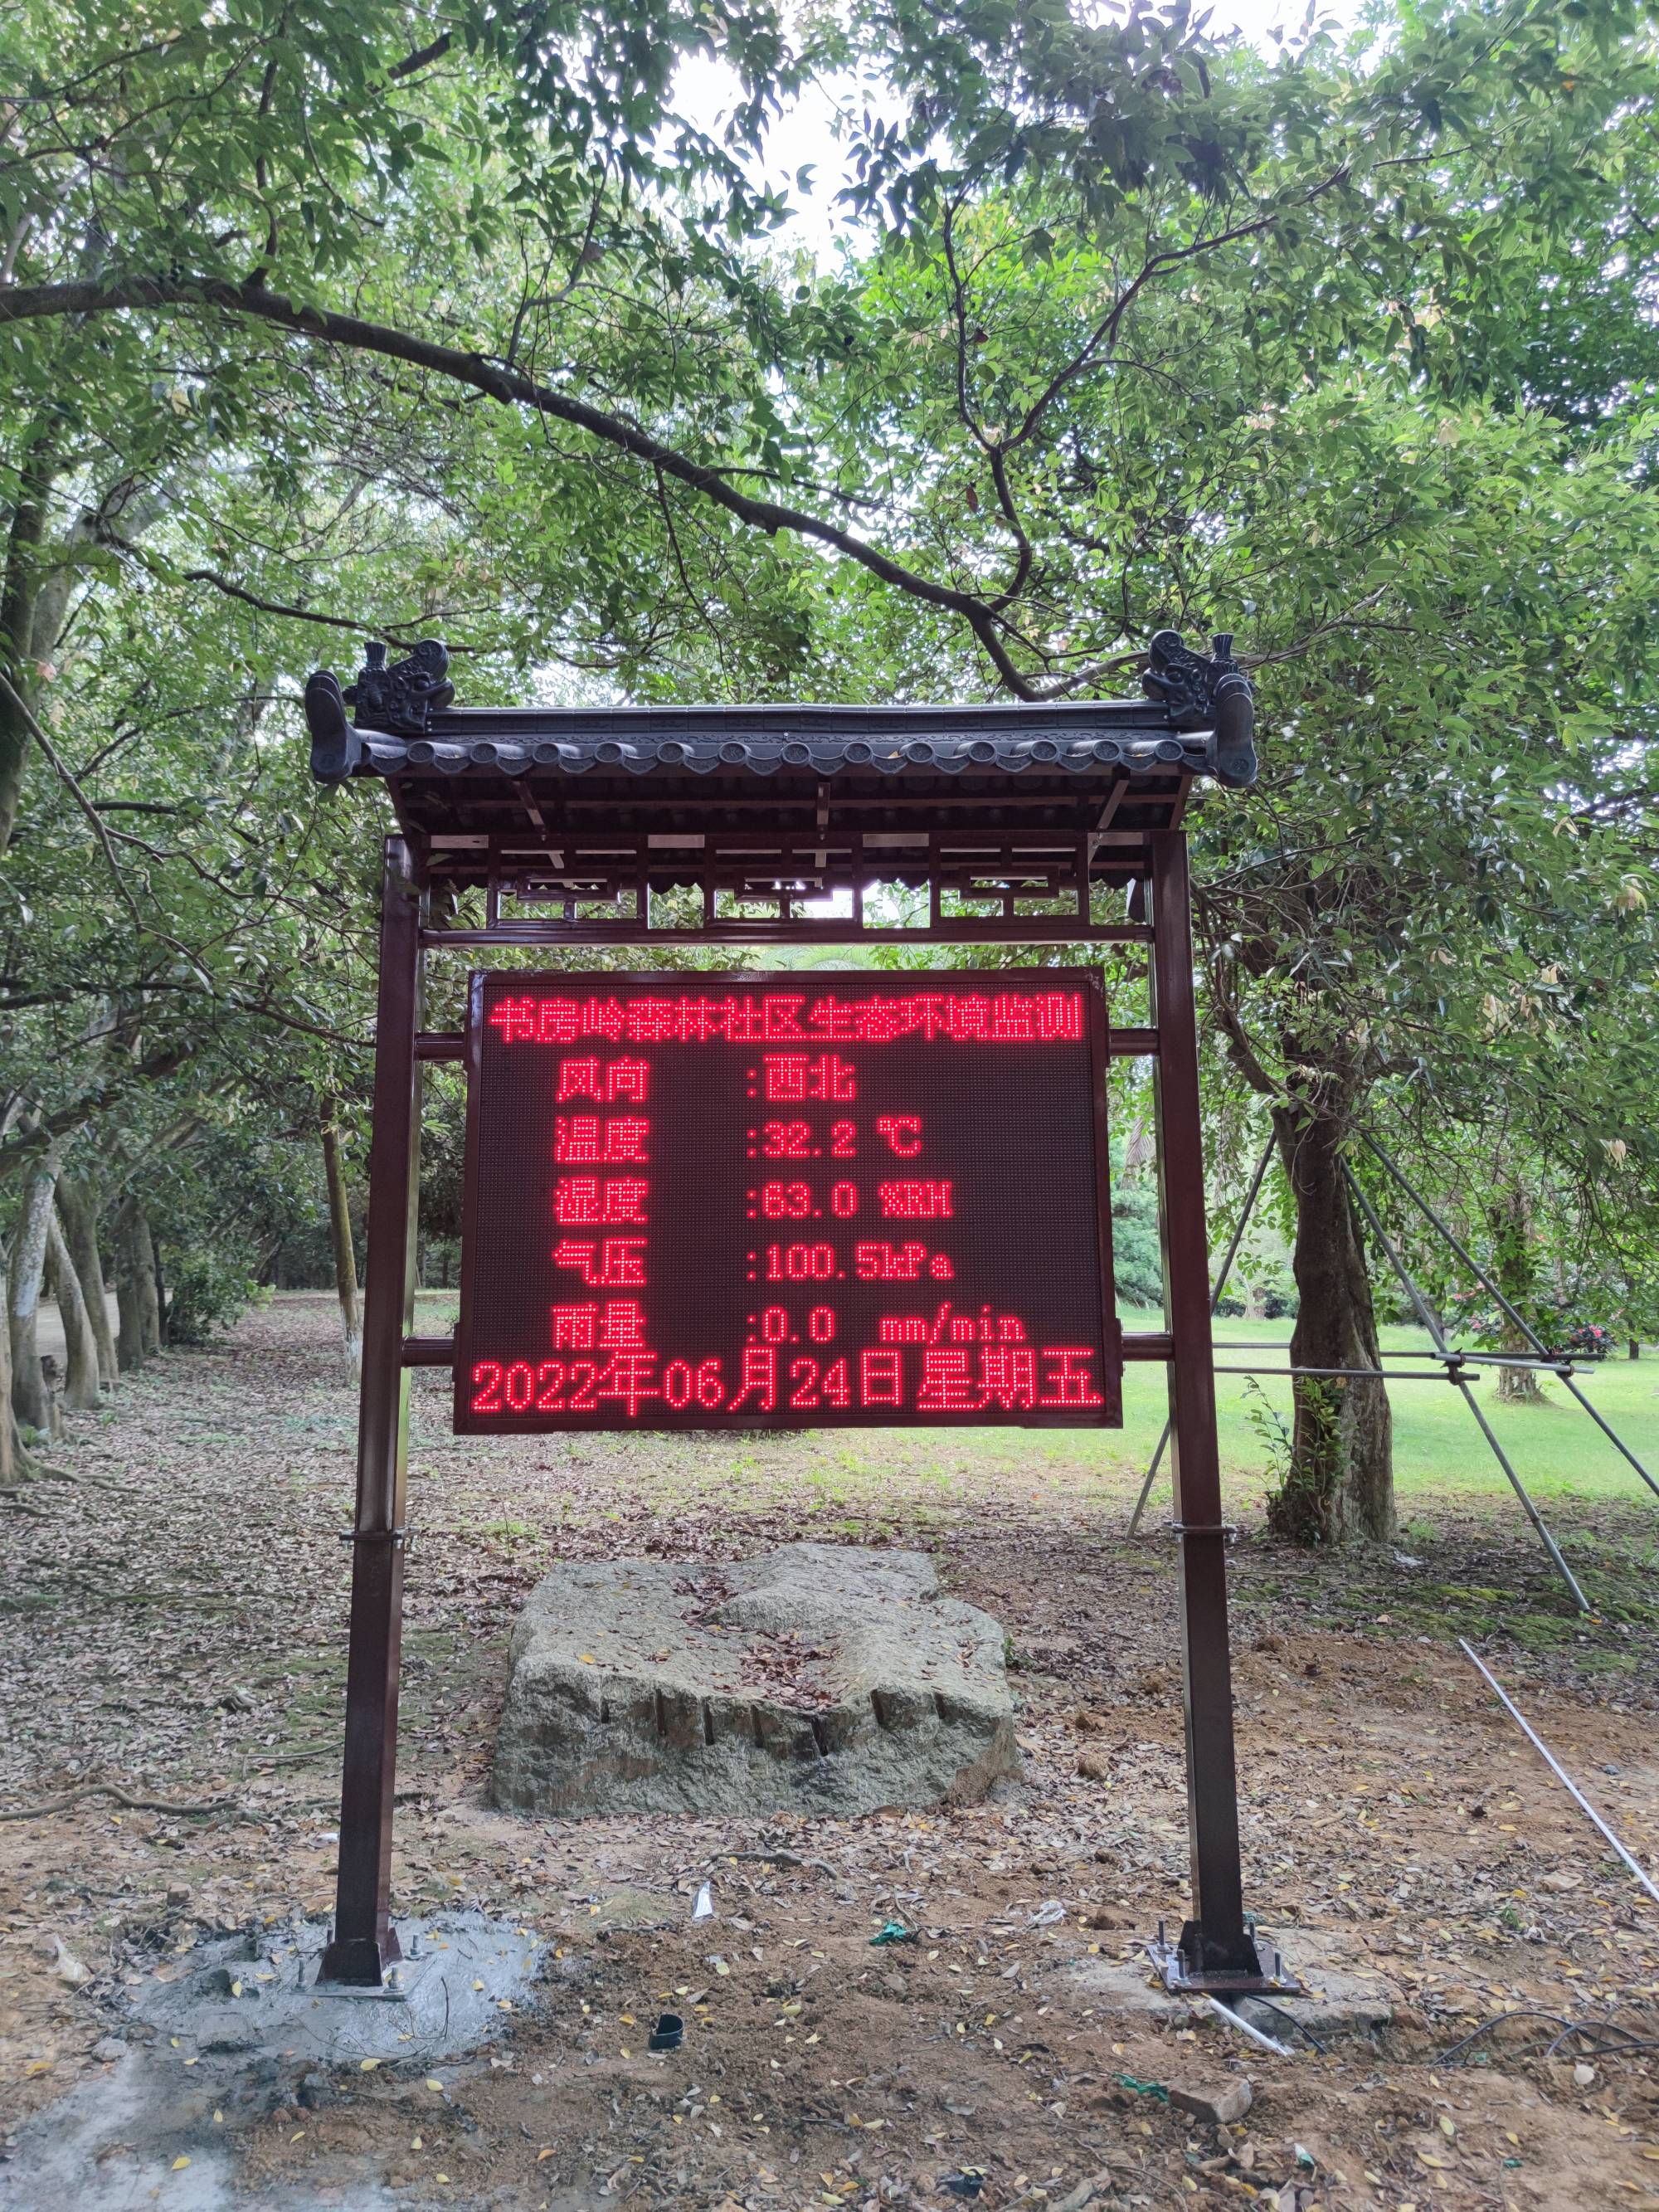 书房岭森林社区生态环境监测
风向 :西北
温度 :32.2 ℃
湿度 :63.0 %RH
气压 :100.5kPa
雨量 :0.0 mm/min
2022年06月24日星期五